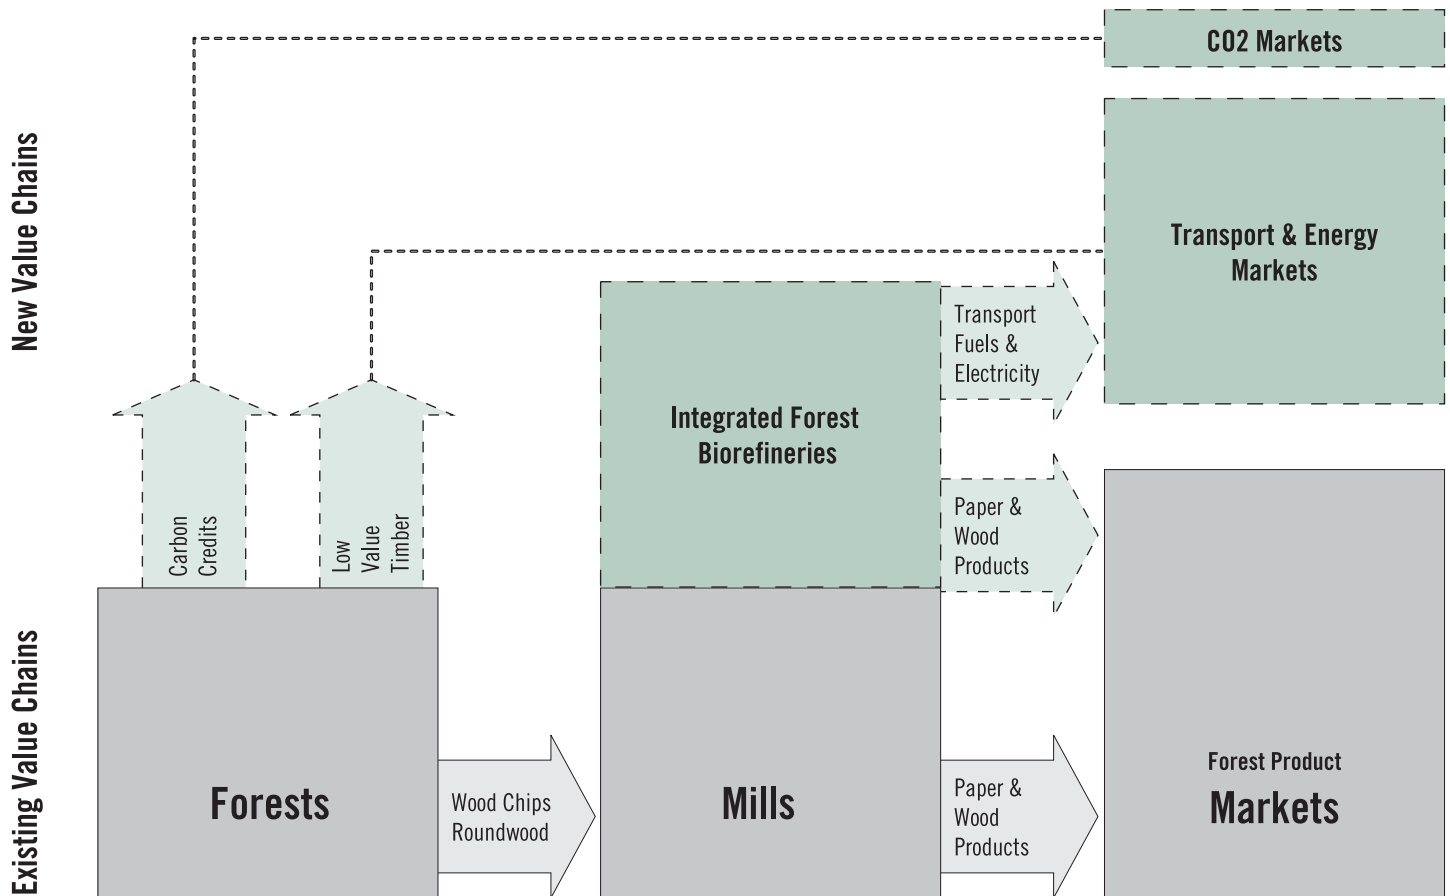 CO2 Markets
New Value Chains
Transport & Energy
Markets
Transport
Fuels &
Electricity
Integrated Forest
Biorefineries
Carbon
Credits
Low
Value
Timber
Paper &
Wood
Products
Existing Value Chains
Forests
Wood Chips
Roundwood
Mills
Paper &
Wood
Products
Forest Product
Markets